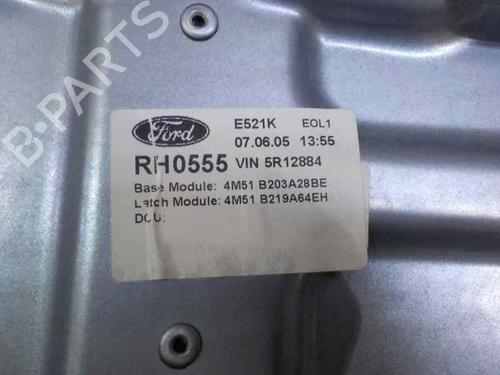 B-PARTS
Ford
E521K EOL1
07.06.05 13:55
RH0555 VIN 5R12884
Base Module: 4M51 B203A28BE
Latch Module: 4M51 B219A64EH
DCU: